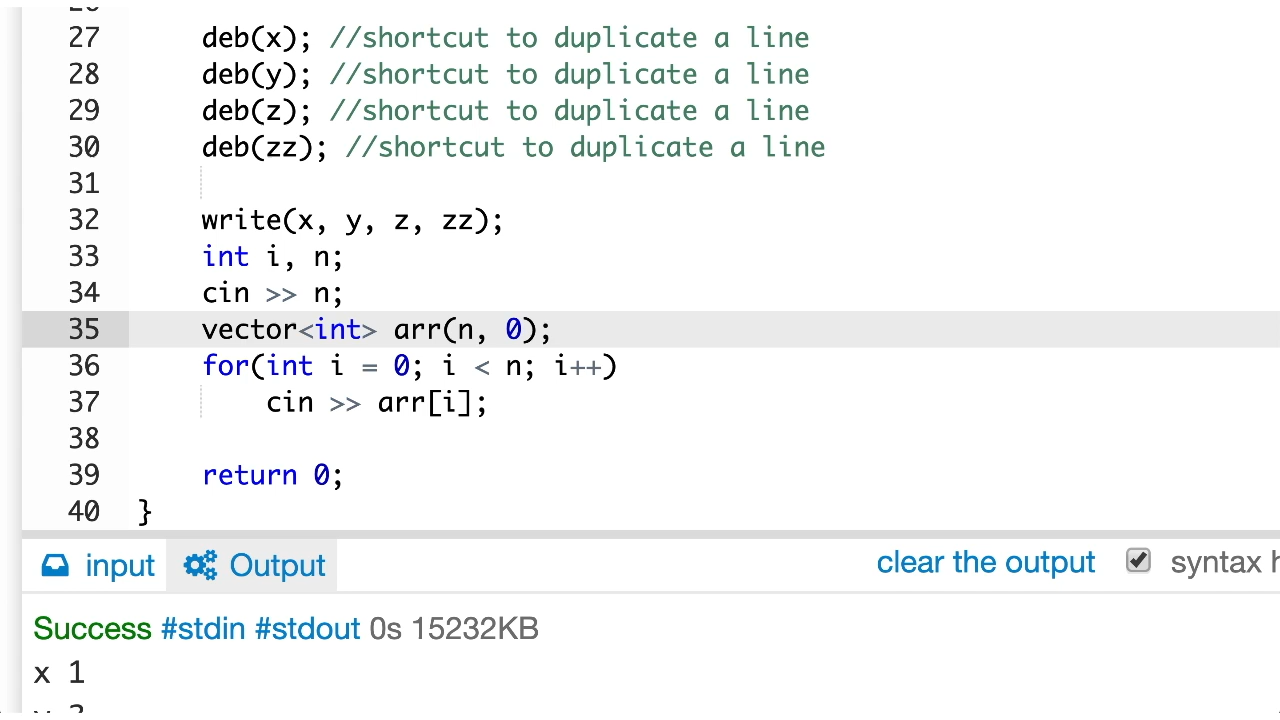 27 deb(x); //shortcut to duplicate a line
28 deb(y); //shortcut to duplicate a line
29 deb(z); //shortcut to duplicate a line
30 deb(zz); //shortcut to duplicate a line
31
32 write(x, y, z, zz);
33 int i, n;
34 cin >> n;
35 vector<int> arr(n, 0);
36 for(int i = 0; i < n; i++)
37 cin >> arr[i];
38
39 return 0;
40 }
input Output clear the output syntax
Success #stdin #stdout 0s 15232KB
x 1